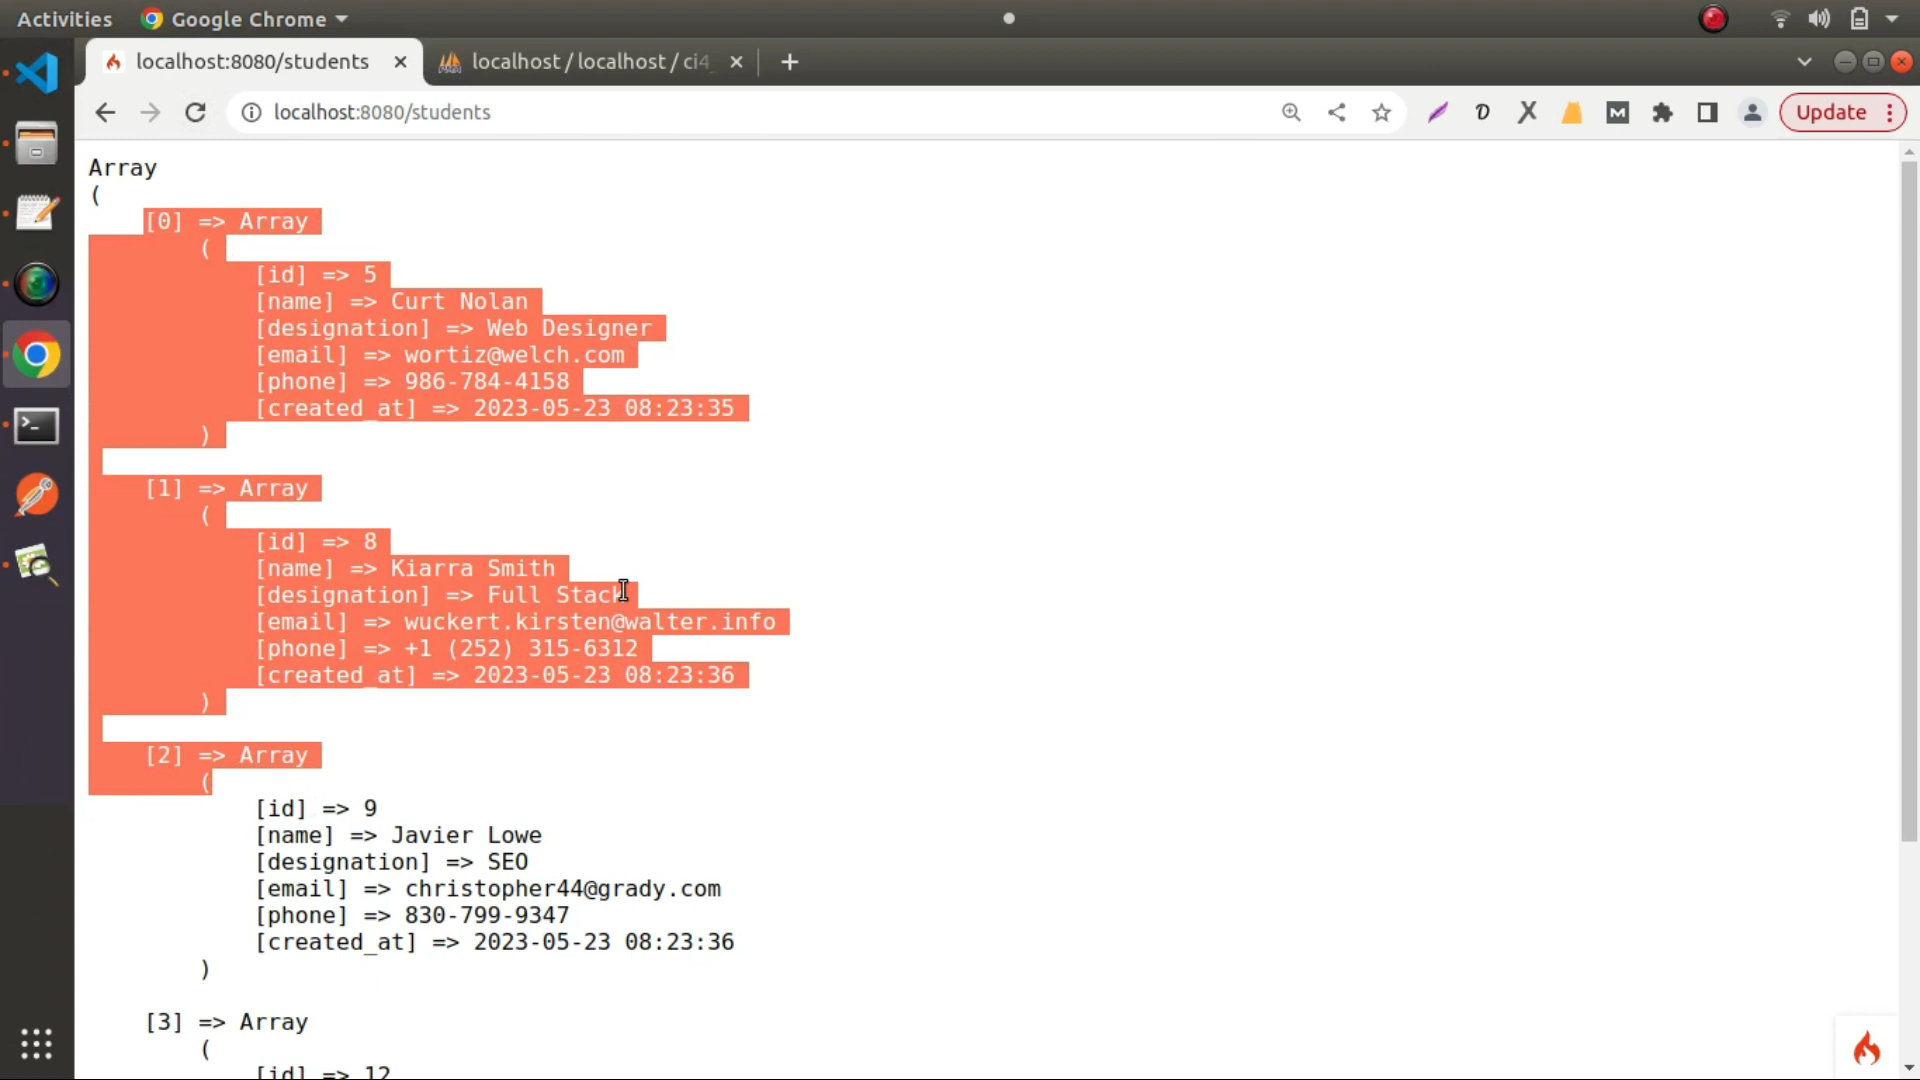 Activities Google Chrome
localhost:8080/students localhost / localhost / ci4_
localhost:8080/students Update
Array
(
[0] => Array
(
[id] => 5
[name] => Curt Nolan
[designation] => Web Designer
[email] => wortiz@welch.com
[phone] => 986-784-4158
[created_at] => 2023-05-23 08:23:35
)
[1] => Array
(
[id] => 8
[name] => Kiarra Smith
[designation] => Full Stack
[email] => wuckert.kirsten@walter.info
[phone] => +1 (252) 315-6312
[created_at] => 2023-05-23 08:23:36
)
[2] => Array
(
[id] => 9
[name] => Javier Lowe
[designation] => SEO
[email] => christopher44@grady.com
[phone] => 830-799-9347
[created_at] => 2023-05-23 08:23:36
)
[3] => Array
(
[id] => 12